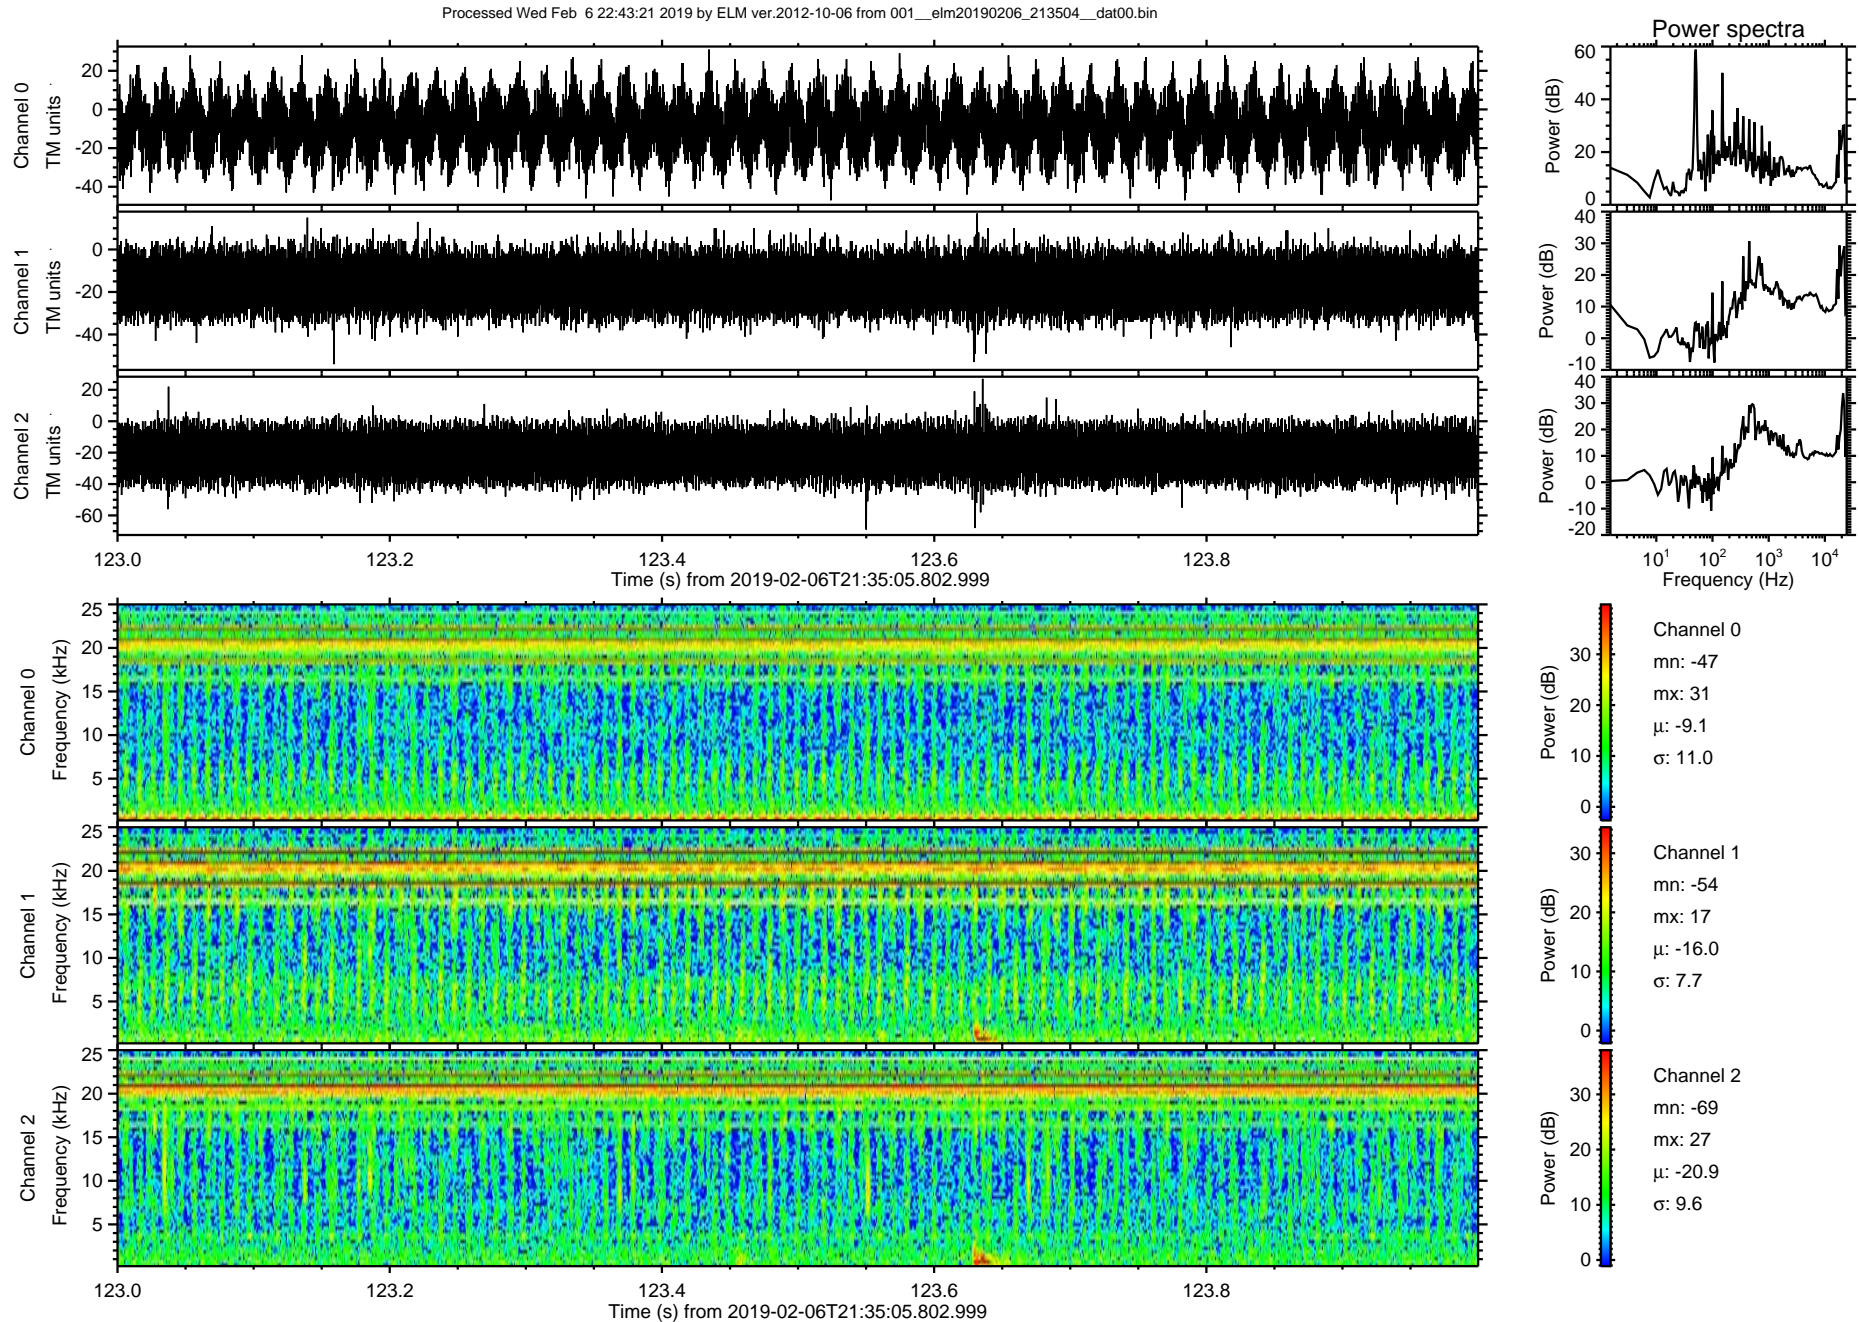 Processed Wed Feb 6 22:43:21 2019 by ELM ver.2012-10-06 from 001__elm20190206_213504__dat00.bin
Power spectra
Channel 0
TM units
20
0
-20
-40
Power (dB)
60
40
20
0
Channel 1
TM units
0
-20
-40
Power (dB)
40
30
20
10
0
-10
Channel 2
TM units
20
0
-20
-40
-60
Power (dB)
40
30
20
10
0
-10
-20
123.0 123.2 123.4 123.6 123.8
Time (s) from 2019-02-06T21:35:05.802.999
10^1 10^2 10^3 10^4
Frequency (Hz)
Channel 0
Frequency (kHz)
25
20
15
10
5
Power (dB)
30
20
10
0
Channel 0
mn: -47
mx: 31
µ: -9.1
σ: 11.0
Channel 1
Frequency (kHz)
25
20
15
10
5
Power (dB)
30
20
10
0
Channel 1
mn: -54
mx: 17
µ: -16.0
σ: 7.7
Channel 2
Frequency (kHz)
25
20
15
10
5
Power (dB)
30
20
10
0
Channel 2
mn: -69
mx: 27
µ: -20.9
σ: 9.6
123.0 123.2 123.4 123.6 123.8
Time (s) from 2019-02-06T21:35:05.802.999